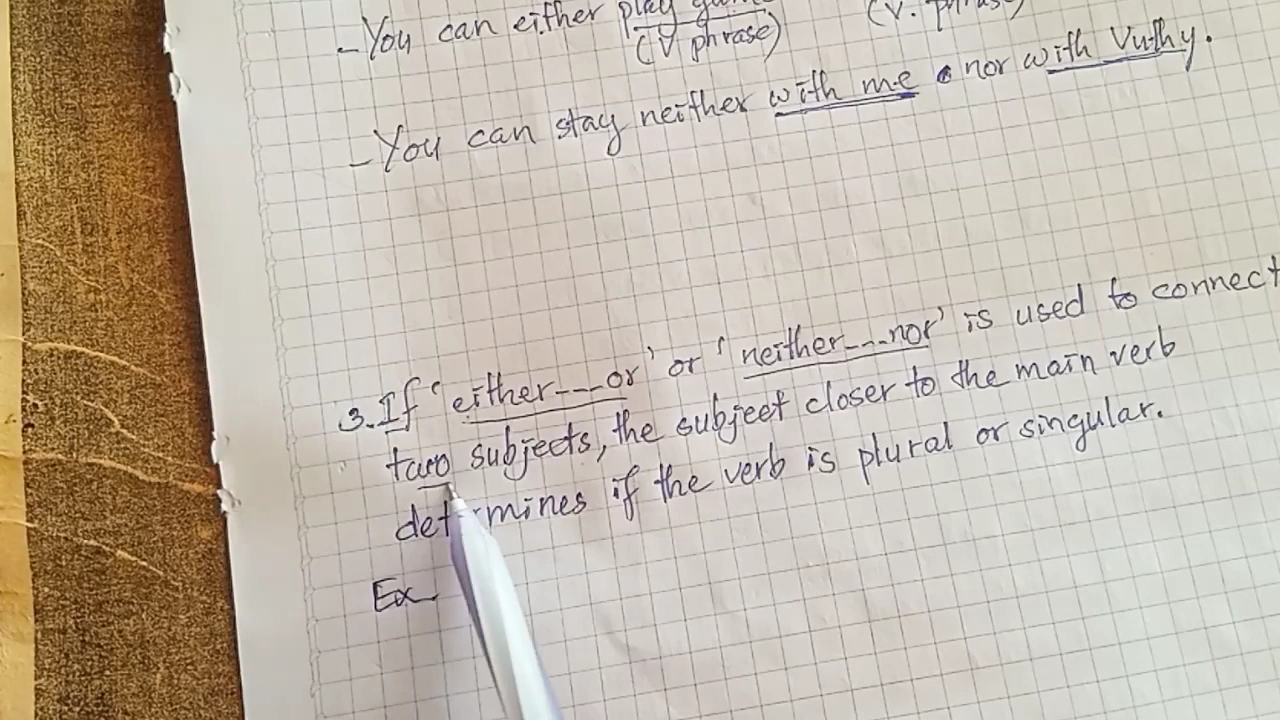 - You can either play
(V phrase)
(V. phrase)
- You can stay neither with me nor with Vuthy.
3. If 'either---or' or 'neither---nor' is used to connect
two subjects, the subject closer to the main verb
determines if the verb is plural or singular.
Ex